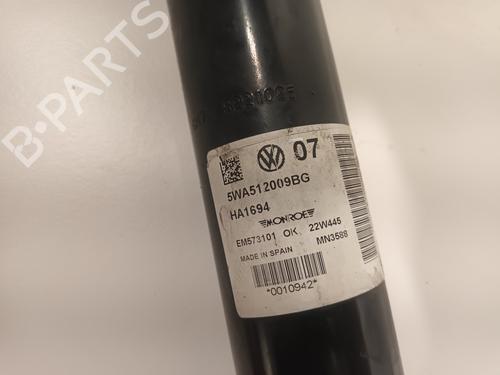 B-PARTS
07
5WA512009BG
HA1694
MONROE
EM573101 OK 22W445
MADE IN SPAIN MN3588
*0010942*